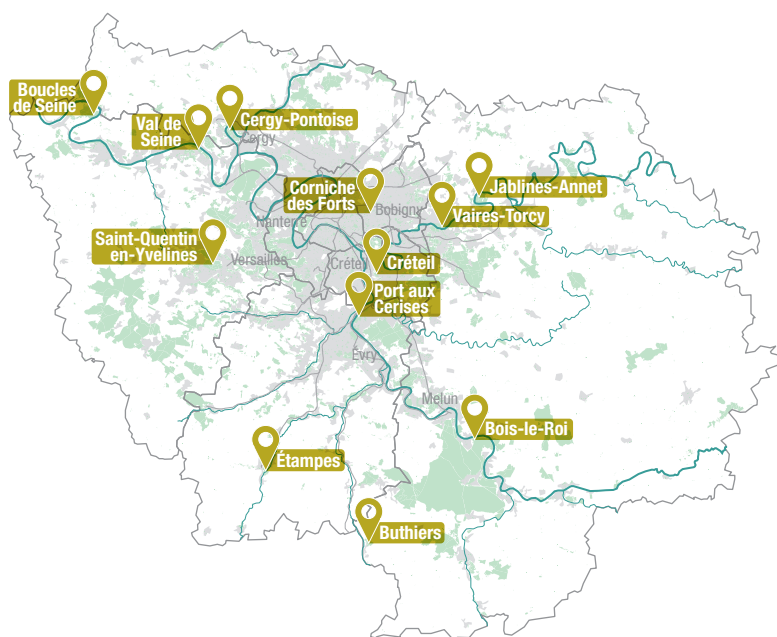 Boucles
de Seine
Val de
Seine
Cergy-Pontoise
Cergy
Corniche
des Forts
Bobigny
Jablines-Annet
Vaires-Torcy
Nanterre
Saint-Quentin
en-Yvelines
Versailles
Créteil
Créteil
Port aux
Cerises
Évry
Melun
Bois-le-Roi
Étampes
Buthiers